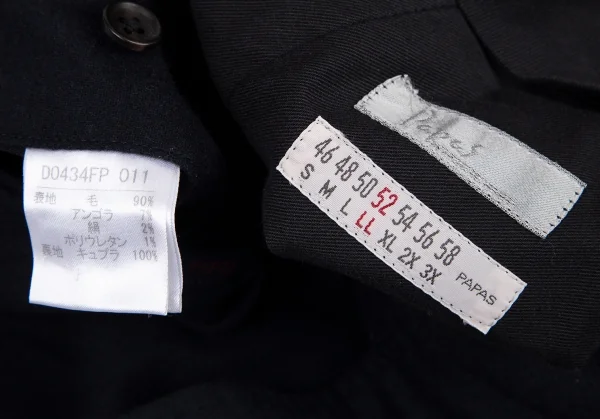 D0434FP 011
表地 毛 90%
アンゴラ 7%
絹 2%
ポリウレタン 1%
裏地 キュプラ 100%
Papas
46 48 50 52 54 56 58
S M L LL XL 2X 3X
PAPAS